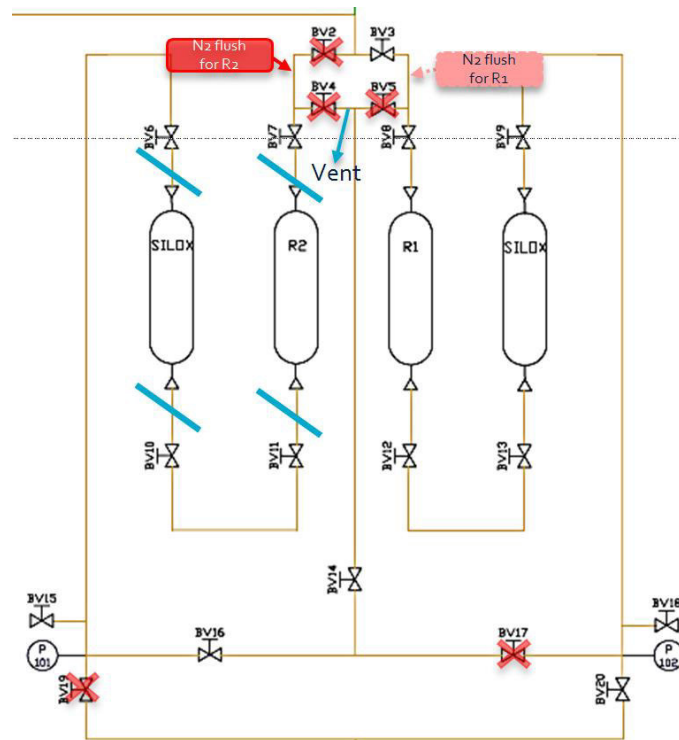 BV2
BV3
N2 flush
for R2
N2 flush
for R1
BV4
BV5
BV6
BV7
BV8
BV9
Vent
SILOX
R2
R1
SILOX
BV10
BV11
BV12
BV13
BV14
BV15
BV16
BV17
BV18
P
101
P
102
BV19
BV20